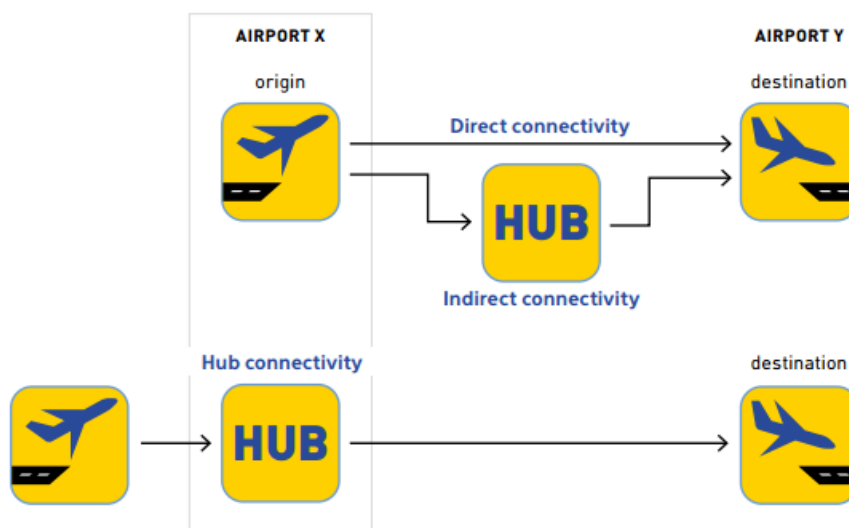 AIRPORT X
AIRPORT Y
origin
destination
Direct connectivity
HUB
Indirect connectivity
Hub connectivity
destination
HUB